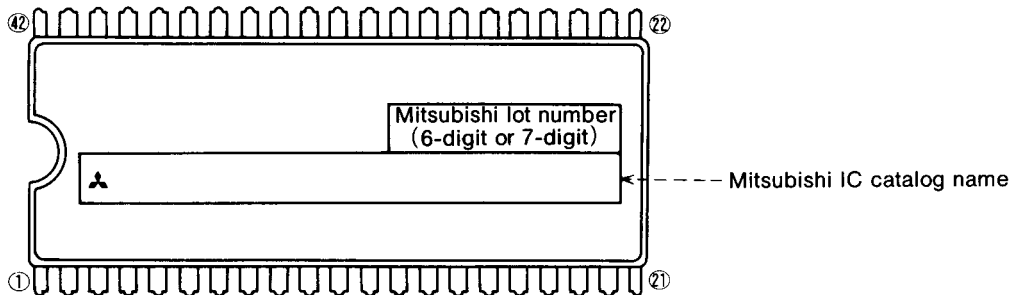 ㊷
㉒
Mitsubishi lot number
(6-digit or 7-digit)
Mitsubishi IC catalog name
①
㉑